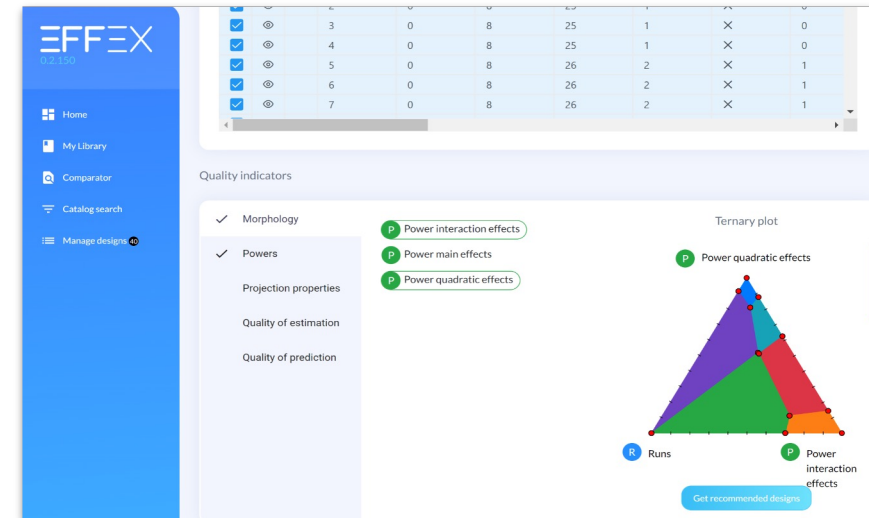 EFFEX
0.2.150
Home
My Library
Comparator
Catalog search
Manage designs 40
3 0 8 25 1 × 0
4 0 8 25 1 × 0
5 0 8 26 2 × 1
6 0 8 26 2 × 1
7 0 8 26 2 × 1
Quality indicators
Morphology
Powers
Projection properties
Quality of estimation
Quality of prediction
P Power interaction effects
P Power main effects
P Power quadratic effects
Ternary plot
P Power quadratic effects
R Runs
P Power
interaction
effects
Get recommended designs